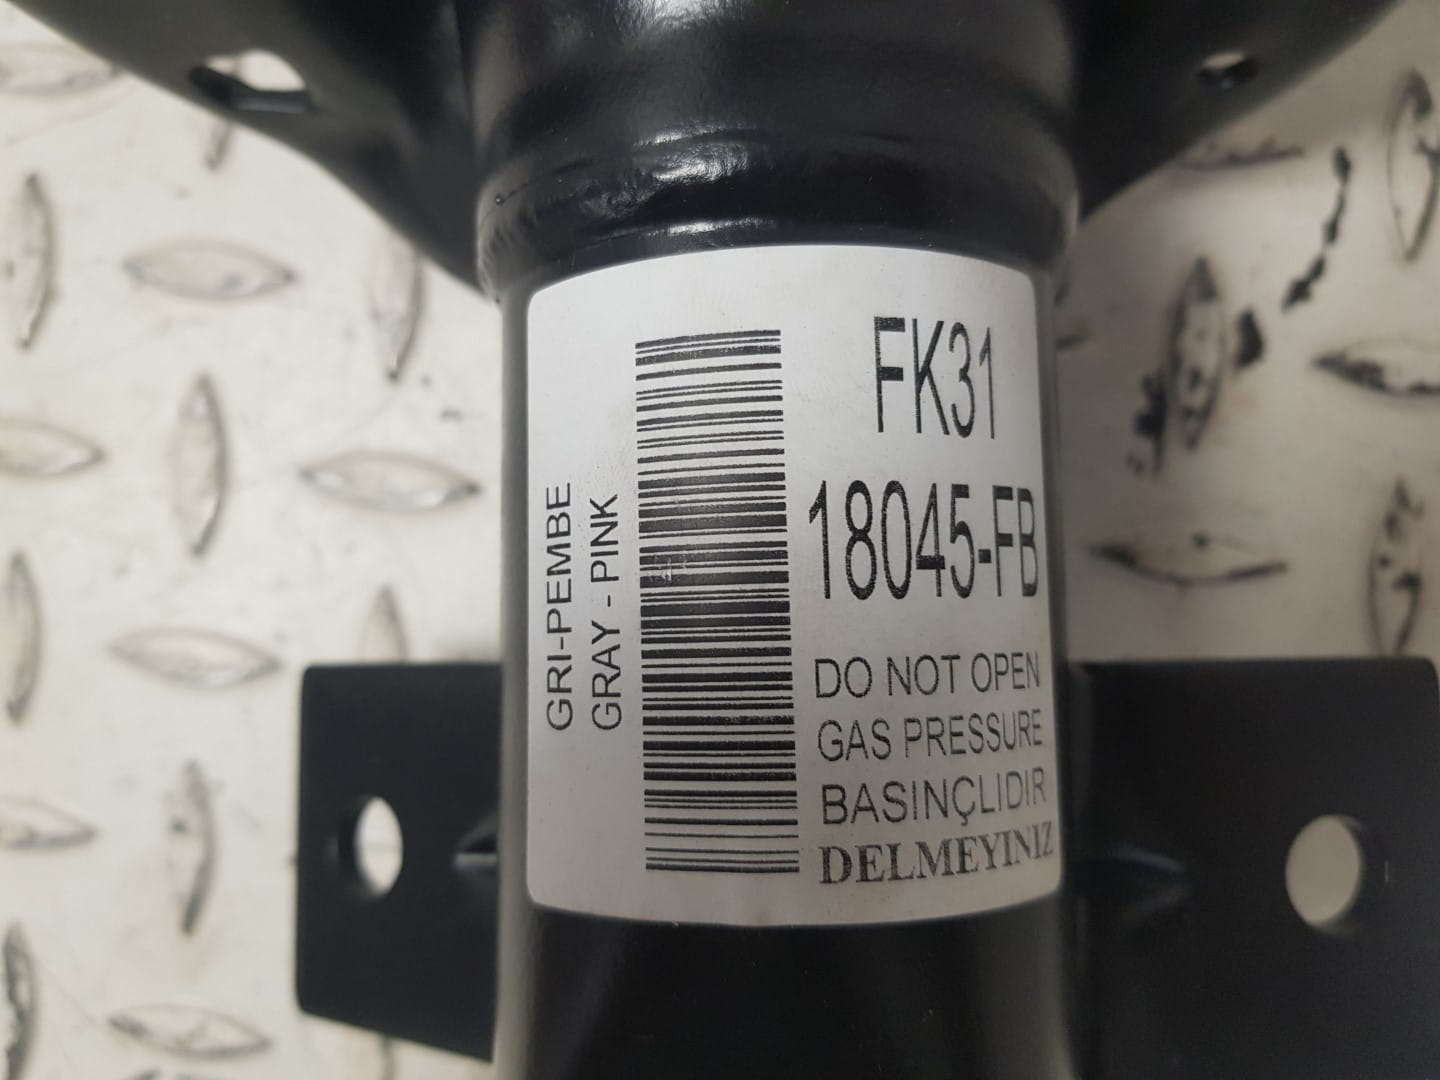 FK31
18045-FB
DO NOT OPEN
GAS PRESSURE
BASINÇLIDIR
DELMEYINIZ
GRI-PEMBE
GRAY - PINK